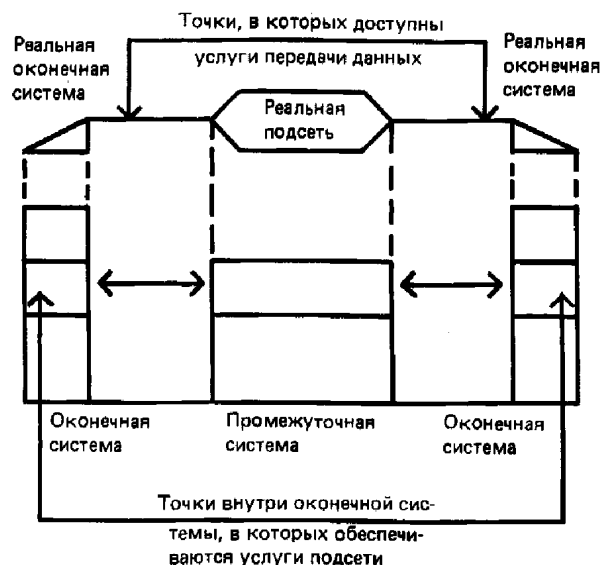 Точки, в которых доступны
услуги передачи данных
Реальная
оконечная
система
Реальная
оконечная
система
Реальная
подсеть
Оконечная
система
Промежуточная
система
Оконечная
система
Точки внутри оконечной сис-
темы, в которых обеспечи-
ваются услуги подсети